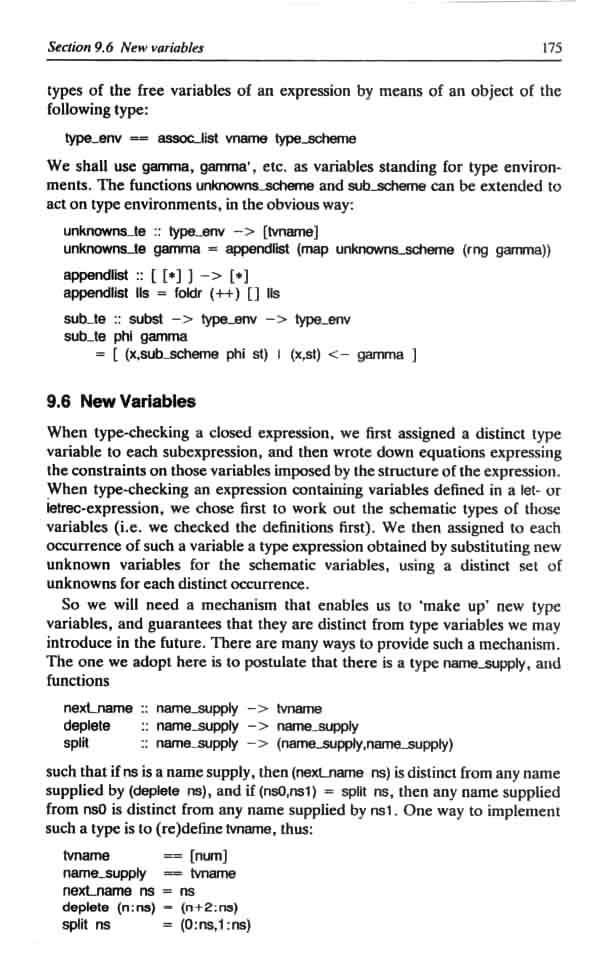 Section 9.6 New variables 175
types of the free variables of an expression by means of an object of the
following type:
type_env == assoc_list vname type_scheme
We shall use gamma, gamma', etc. as variables standing for type environ-
ments. The functions unknowns_scheme and sub_scheme can be extended to
act on type environments, in the obvious way:
unknowns_te :: type_env -> [tvname]
unknowns_te gamma = appendlist (map unknowns_scheme (rng gamma))
appendlist :: [ [*] ] -> [*]
appendlist lls = foldr (++) [] lls
sub_te :: subst -> type_env -> type_env
sub_te phi gamma
= [ (x,sub_scheme phi st) | (x,st) <- gamma ]
9.6 New Variables
When type-checking a closed expression, we first assigned a distinct type
variable to each subexpression, and then wrote down equations expressing
the constraints on those variables imposed by the structure of the expression.
When type-checking an expression containing variables defined in a let- or
letrec-expression, we chose first to work out the schematic types of those
variables (i.e. we checked the definitions first). We then assigned to each
occurrence of such a variable a type expression obtained by substituting new
unknown variables for the schematic variables, using a distinct set of
unknowns for each distinct occurrence.
So we will need a mechanism that enables us to 'make up' new type
variables, and guarantees that they are distinct from type variables we may
introduce in the future. There are many ways to provide such a mechanism.
The one we adopt here is to postulate that there is a type name_supply, and
functions
next_name :: name_supply -> tvname
deplete :: name_supply -> name_supply
split :: name_supply -> (name_supply,name_supply)
such that if ns is a name supply, then (next_name ns) is distinct from any name
supplied by (deplete ns), and if (ns0,ns1) = split ns, then any name supplied
from ns0 is distinct from any name supplied by ns1. One way to implement
such a type is to (re)define tvname, thus:
tvname == [num]
name_supply == tvname
next_name ns = ns
deplete (n:ns) = (n+2:ns)
split ns = (0:ns,1:ns)